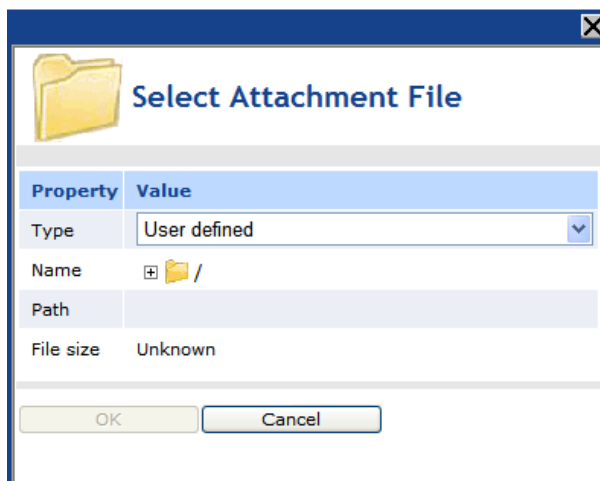 Select Attachment File
Property Value
Type User defined
Name /
Path
File size Unknown
OK Cancel